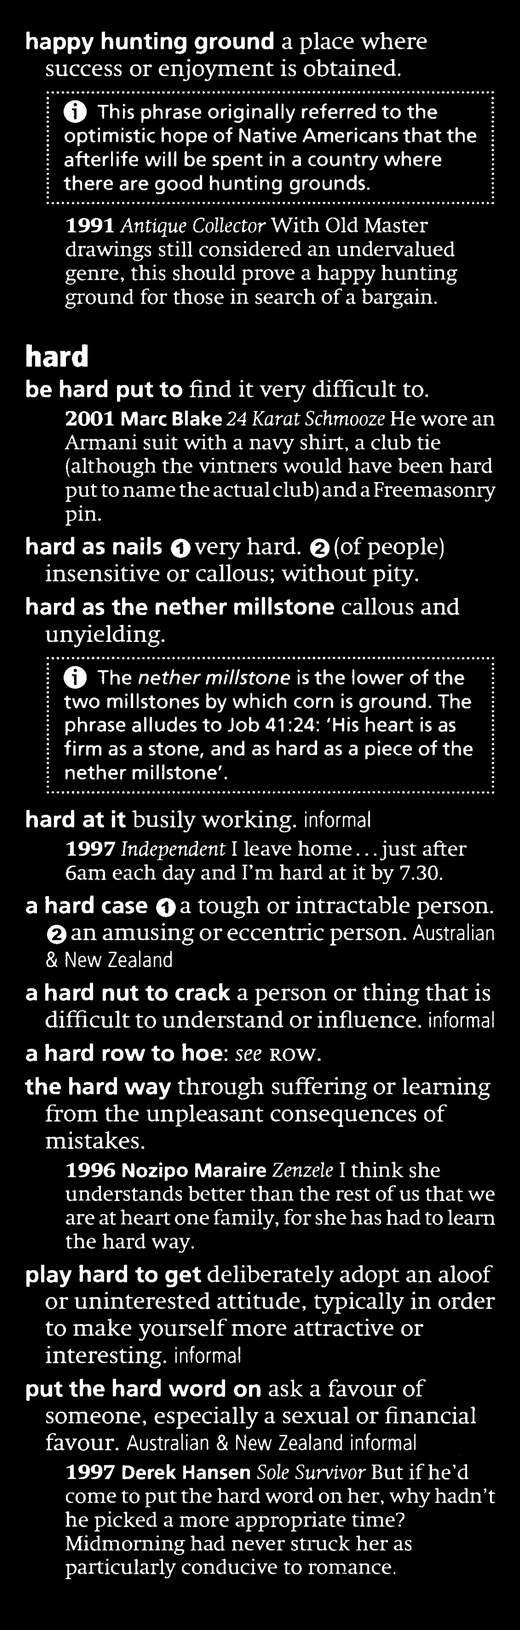 happy hunting ground a place where
success or enjoyment is obtained.
ⓘ This phrase originally referred to the
optimistic hope of Native Americans that the
afterlife will be spent in a country where
there are good hunting grounds.
1991 Antique Collector With Old Master
drawings still considered an undervalued
genre, this should prove a happy hunting
ground for those in search of a bargain.
hard
be hard put to find it very difficult to.
2001 Marc Blake 24 Karat Schmooze He wore an
Armani suit with a navy shirt, a club tie
(although the vintners would have been hard
put to name the actual club) and a Freemasonry
pin.
hard as nails ❶ very hard. ❷ (of people)
insensitive or callous; without pity.
hard as the nether millstone callous and
unyielding.
ⓘ The nether millstone is the lower of the
two millstones by which corn is ground. The
phrase alludes to Job 41:24: ‘His heart is as
firm as a stone, and as hard as a piece of the
nether millstone’.
hard at it busily working. informal
1997 Independent I leave home...just after
6am each day and I’m hard at it by 7.30.
a hard case ❶ a tough or intractable person.
❷ an amusing or eccentric person. Australian
& New Zealand
a hard nut to crack a person or thing that is
difficult to understand or influence. informal
a hard row to hoe: see ROW.
the hard way through suffering or learning
from the unpleasant consequences of
mistakes.
1996 Nozipo Maraire Zenzele I think she
understands better than the rest of us that we
are at heart one family, for she has had to learn
the hard way.
play hard to get deliberately adopt an aloof
or uninterested attitude, typically in order
to make yourself more attractive or
interesting. informal
put the hard word on ask a favour of
someone, especially a sexual or financial
favour. Australian & New Zealand informal
1997 Derek Hansen Sole Survivor But if he’d
come to put the hard word on her, why hadn’t
he picked a more appropriate time?
Midmorning had never struck her as
particularly conducive to romance.